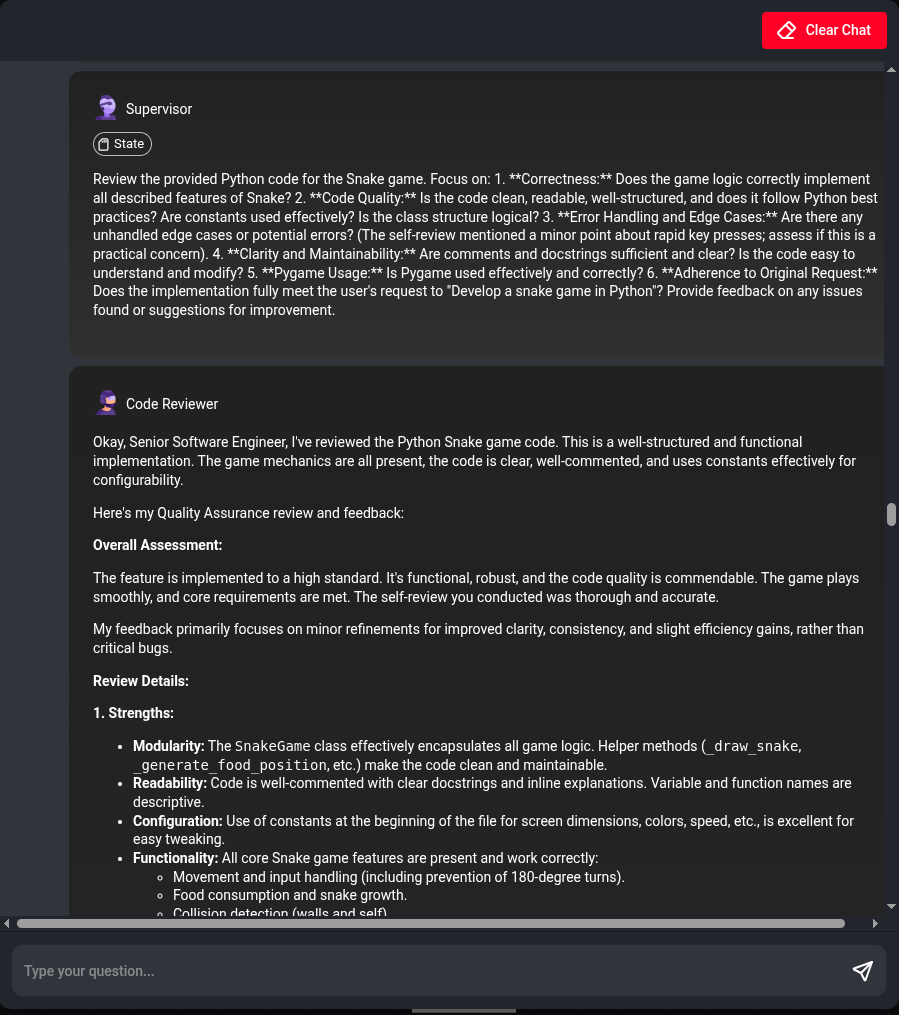 Clear Chat
Supervisor
State
Review the provided Python code for the Snake game. Focus on: 1. **Correctness:** Does the game logic correctly implement
all described features of Snake? 2. **Code Quality:** Is the code clean, readable, well-structured, and does it follow Python best
practices? Are constants used effectively? Is the class structure logical? 3. **Error Handling and Edge Cases:** Are there any
unhandled edge cases or potential errors? (The self-review mentioned a minor point about rapid key presses; assess if this is a
practical concern). 4. **Clarity and Maintainability:** Are comments and docstrings sufficient and clear? Is the code easy to
understand and modify? 5. **Pygame Usage:** Is Pygame used effectively and correctly? 6. **Adherence to Original Request:**
Does the implementation fully meet the user's request to "Develop a snake game in Python"? Provide feedback on any issues
found or suggestions for improvement.
Code Reviewer
Okay, Senior Software Engineer, I've reviewed the Python Snake game code. This is a well-structured and functional
implementation. The game mechanics are all present, the code is clear, well-commented, and uses constants effectively for
configurability.
Here's my Quality Assurance review and feedback:
Overall Assessment:
The feature is implemented to a high standard. It's functional, robust, and the code quality is commendable. The game plays
smoothly, and core requirements are met. The self-review you conducted was thorough and accurate.
My feedback primarily focuses on minor refinements for improved clarity, consistency, and slight efficiency gains, rather than
critical bugs.
Review Details:
1. Strengths:
• Modularity: The SnakeGame class effectively encapsulates all game logic. Helper methods (_draw_snake,
_generate_food_position, etc.) make the code clean and maintainable.
• Readability: Code is well-commented with clear docstrings and inline explanations. Variable and function names are
descriptive.
• Configuration: Use of constants at the beginning of the file for screen dimensions, colors, speed, etc., is excellent for
easy tweaking.
• Functionality: All core Snake game features are present and work correctly:
◦ Movement and input handling (including prevention of 180-degree turns).
◦ Food consumption and snake growth.
◦ Collision detection (walls and self)
Type your question...